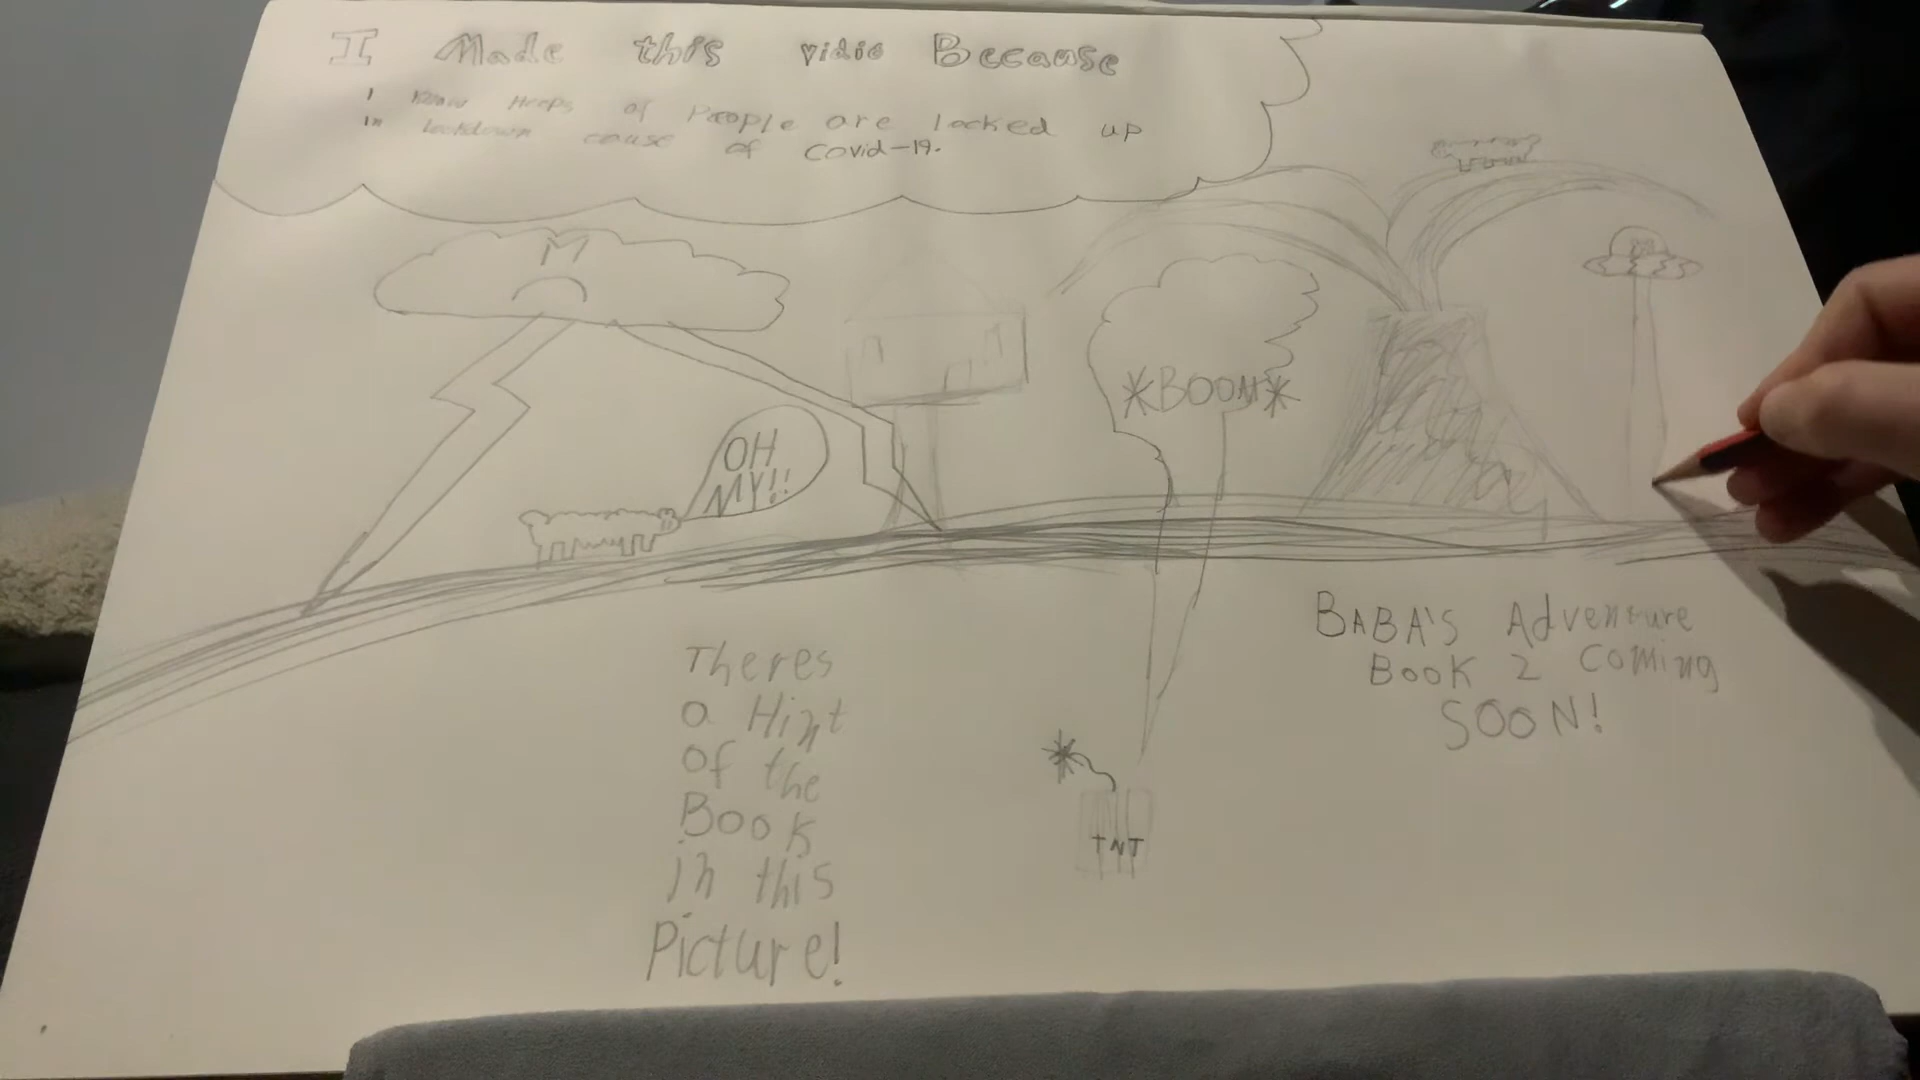 I Made this vidio Because
I know Heeps of People are locked up
in lockdown cause of Covid-19.
M
OH
MY!!
*BOOM*
BABA'S Adventure
Book 2 Coming
SOON!
Theres
a Hint
of the
Book
in this
Picture!
TNT